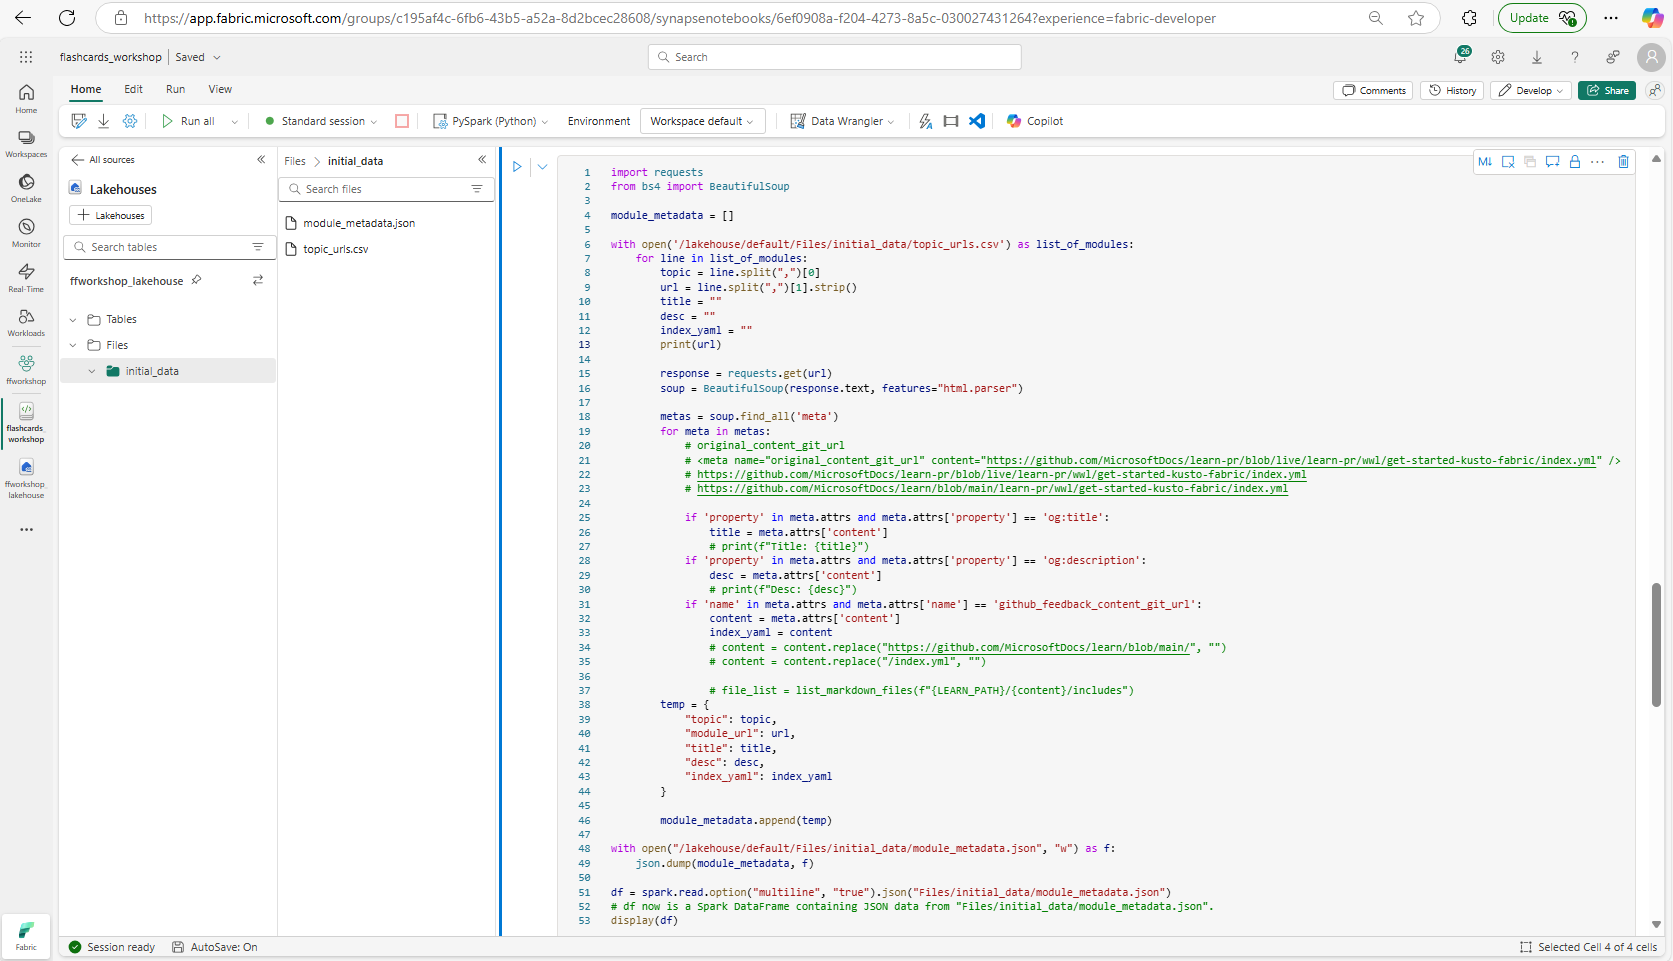 https://app.fabric.microsoft.com/groups/c195af4c-6fb6-43b5-a52a-8d2bcec28608/synapsenotebooks/6ef0908a-f204-4273-8a5c-030027431264?experience=fabric-developer
Update
flashcards_workshop
Saved
Search
26
Home
Edit
Run
View
Comments
History
Develop
Share
Run all
Standard session
PySpark (Python)
Environment
Workspace default
Data Wrangler
Copilot
Home
Workspaces
OneLake
Monitor
Real-Time
Workloads
ffworkshop
flashcards_
workshop
ffworkshop_
lakehouse
Fabric
All sources
Lakehouses
Lakehouses
Search tables
ffworkshop_lakehouse
Tables
Files
initial_data
Files > initial_data
Search files
module_metadata.json
topic_urls.csv
M↓
1 import requests
2 from bs4 import BeautifulSoup
3
4 module_metadata = []
5
6 with open('/lakehouse/default/Files/initial_data/topic_urls.csv') as list_of_modules:
7     for line in list_of_modules:
8         topic = line.split(",")[0]
9         url = line.split(",")[1].strip()
10         title = ""
11         desc = ""
12         index_yaml = ""
13         print(url)
14
15         response = requests.get(url)
16         soup = BeautifulSoup(response.text, features="html.parser")
17
18         metas = soup.find_all('meta')
19         for meta in metas:
20             # original_content_git_url
21             # <meta name="original_content_git_url" content="https://github.com/MicrosoftDocs/learn-pr/blob/live/learn-pr/wwl/get-started-kusto-fabric/index.yml" />
22             # https://github.com/MicrosoftDocs/learn-pr/blob/live/learn-pr/wwl/get-started-kusto-fabric/index.yml
23             # https://github.com/MicrosoftDocs/learn/blob/main/learn-pr/wwl/get-started-kusto-fabric/index.yml
24
25             if 'property' in meta.attrs and meta.attrs['property'] == 'og:title':
26                 title = meta.attrs['content']
27                 # print(f"Title: {title}")
28             if 'property' in meta.attrs and meta.attrs['property'] == 'og:description':
29                 desc = meta.attrs['content']
30                 # print(f"Desc: {desc}")
31             if 'name' in meta.attrs and meta.attrs['name'] == 'github_feedback_content_git_url':
32                 content = meta.attrs['content']
33                 index_yaml = content
34                 # content = content.replace("https://github.com/MicrosoftDocs/learn/blob/main/", "")
35                 # content = content.replace("/index.yml", "")
36
37                 # file_list = list_markdown_files(f"{LEARN_PATH}/{content}/includes")
38         temp = {
39             "topic": topic,
40             "module_url": url,
41             "title": title,
42             "desc": desc,
43             "index_yaml": index_yaml
44         }
45
46         module_metadata.append(temp)
47
48 with open("/lakehouse/default/Files/initial_data/module_metadata.json", "w") as f:
49     json.dump(module_metadata, f)
50
51 df = spark.read.option("multiline", "true").json("Files/initial_data/module_metadata.json")
52 # df now is a Spark DataFrame containing JSON data from "Files/initial_data/module_metadata.json".
53 display(df)
Session ready
AutoSave: On
Selected Cell 4 of 4 cells